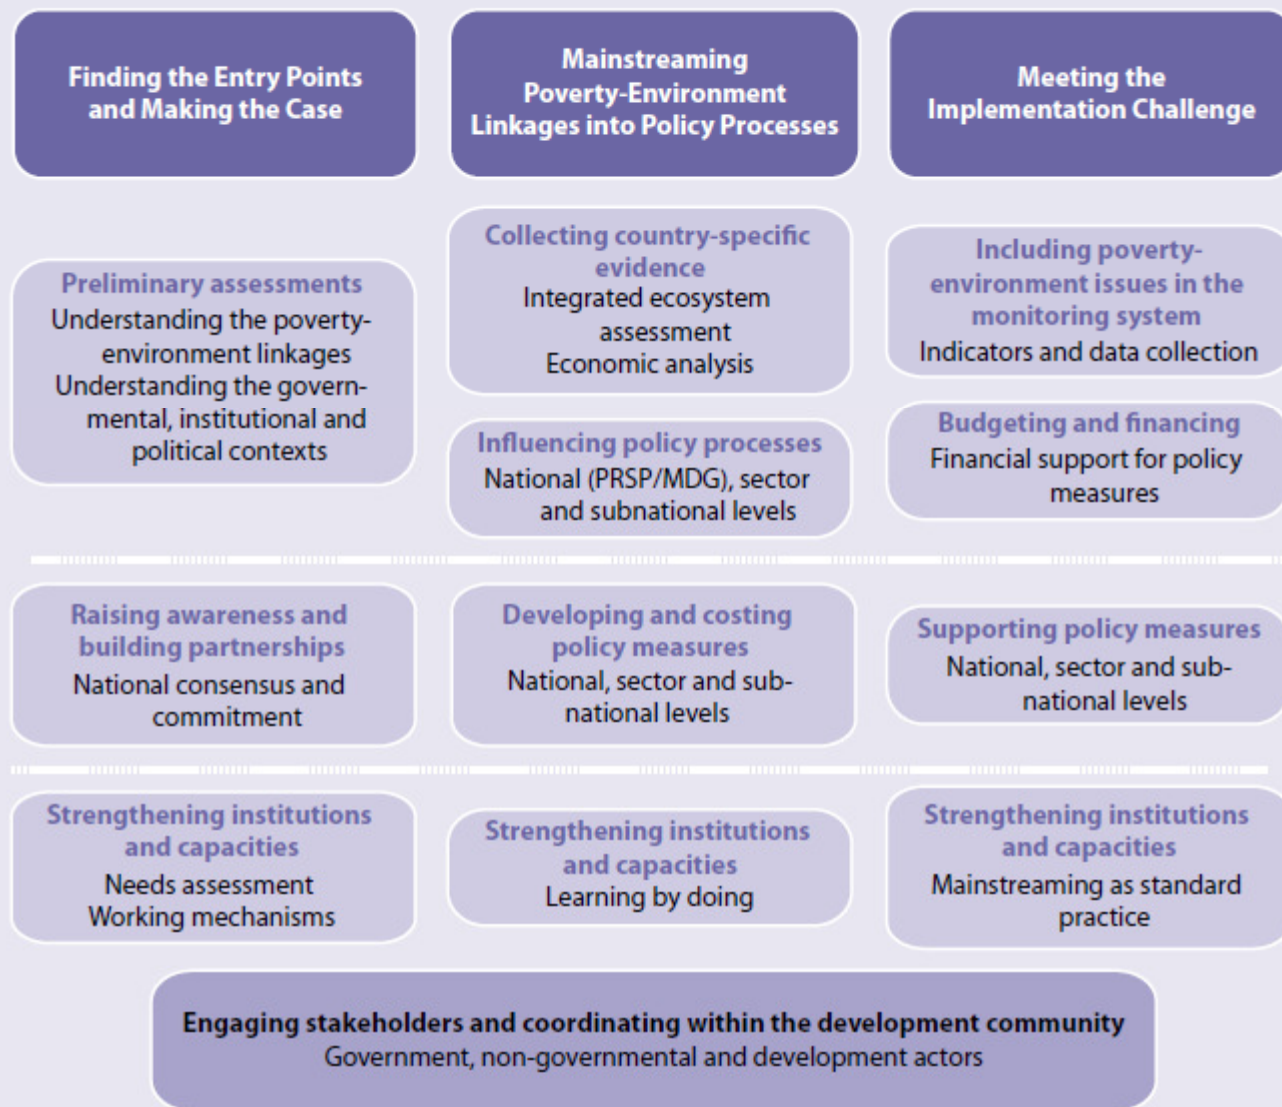 Finding the Entry Points
and Making the Case
Mainstreaming
Poverty-Environment
Linkages into Policy Processes
Meeting the
Implementation Challenge
Preliminary assessments
Understanding the poverty-
environment linkages
Understanding the govern-
mental, institutional and
political contexts
Collecting country-specific
evidence
Integrated ecosystem
assessment
Economic analysis
Influencing policy processes
National (PRSP/MDG), sector
and subnational levels
Including poverty-
environment issues in the
monitoring system
Indicators and data collection
Budgeting and financing
Financial support for policy
measures
Raising awareness and
building partnerships
National consensus and
commitment
Developing and costing
policy measures
National, sector and sub-
national levels
Supporting policy measures
National, sector and sub-
national levels
Strengthening institutions
and capacities
Needs assessment
Working mechanisms
Strengthening institutions
and capacities
Learning by doing
Strengthening institutions
and capacities
Mainstreaming as standard
practice
Engaging stakeholders and coordinating within the development community
Government, non-governmental and development actors